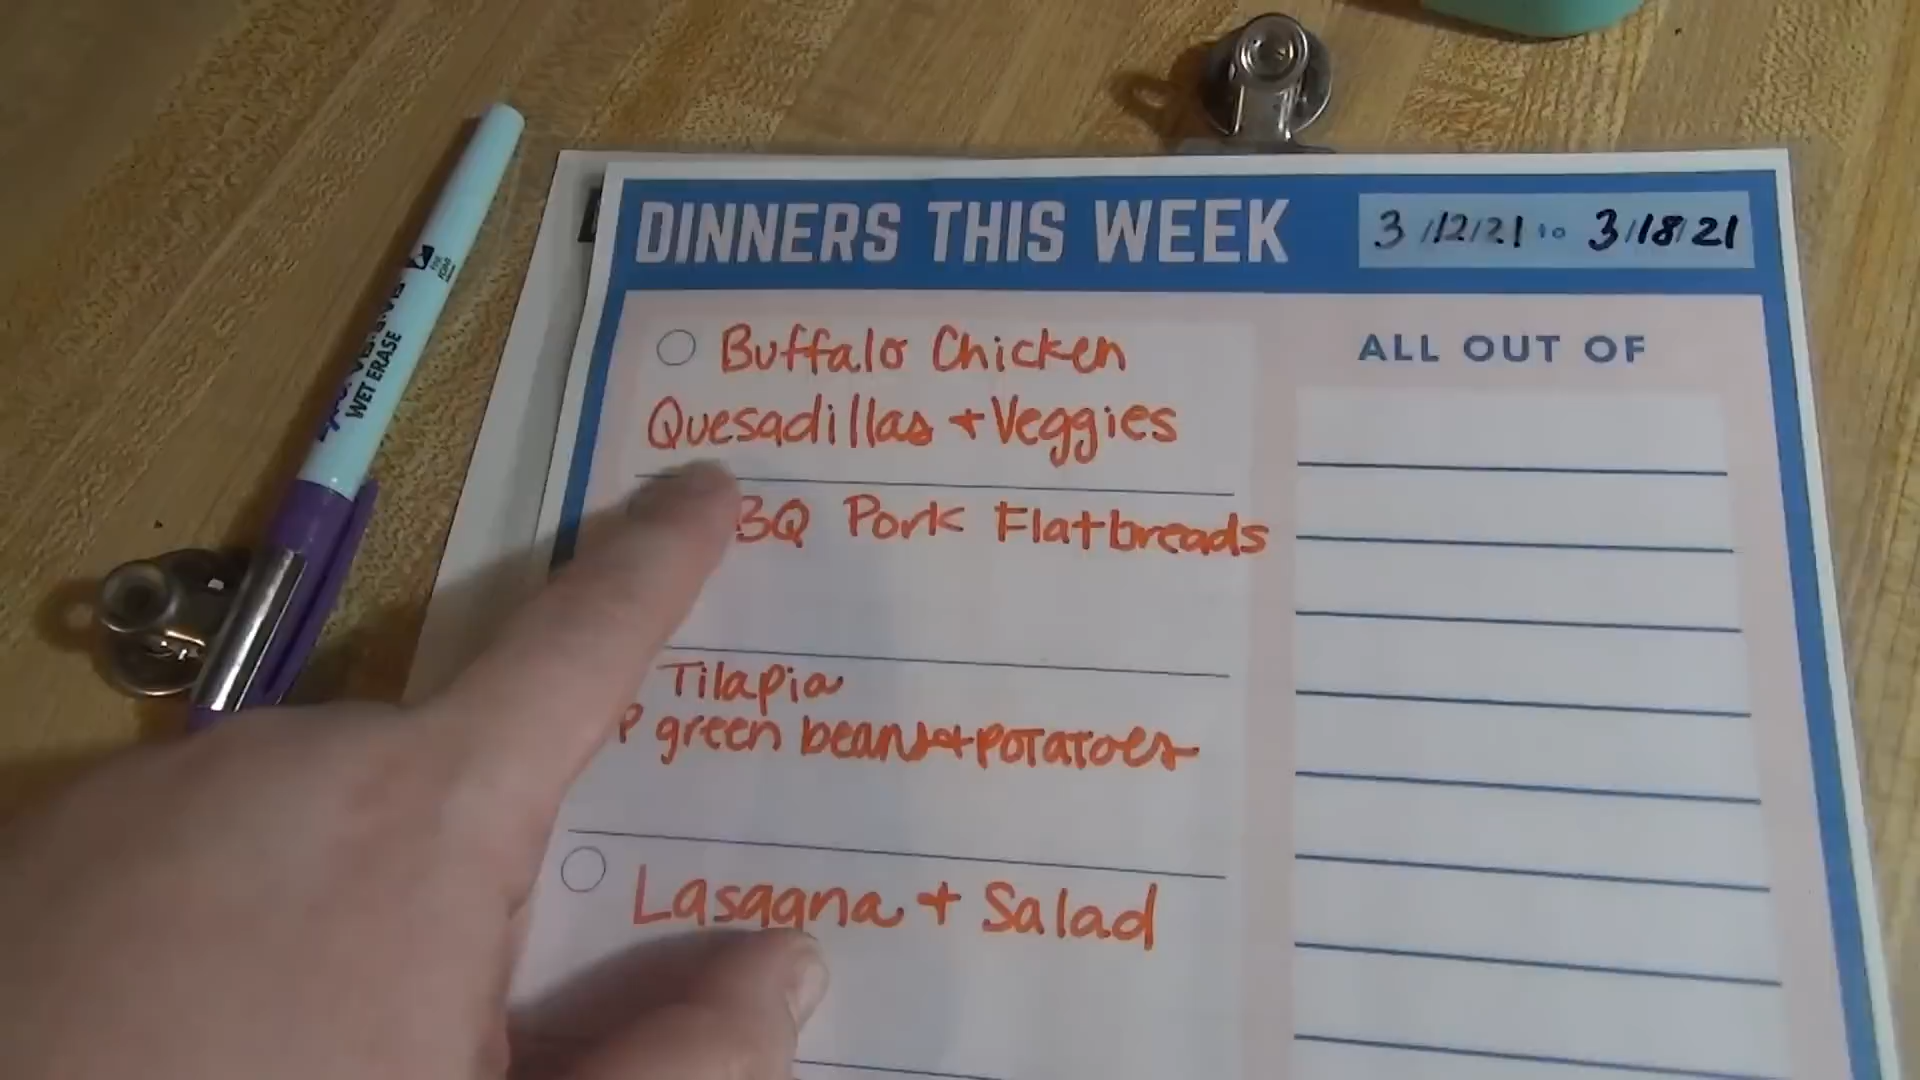 DINNERS THIS WEEK
3/12/21 to 3/18/21
Buffalo Chicken
Quesadillas + Veggies
BQ Pork Flatbreads
Tilapia
P green beans + potatoes
Lasagna + Salad
ALL OUT OF
WET ERASE